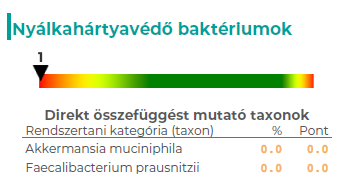 Nyálkahártyavédő baktériumok
1
Direkt összefüggést mutató taxonok
Rendszertani kategória (taxon) % Pont
Akkermansia muciniphila 0.0 0.0
Faecalibacterium prausnitzii 0.0 0.0